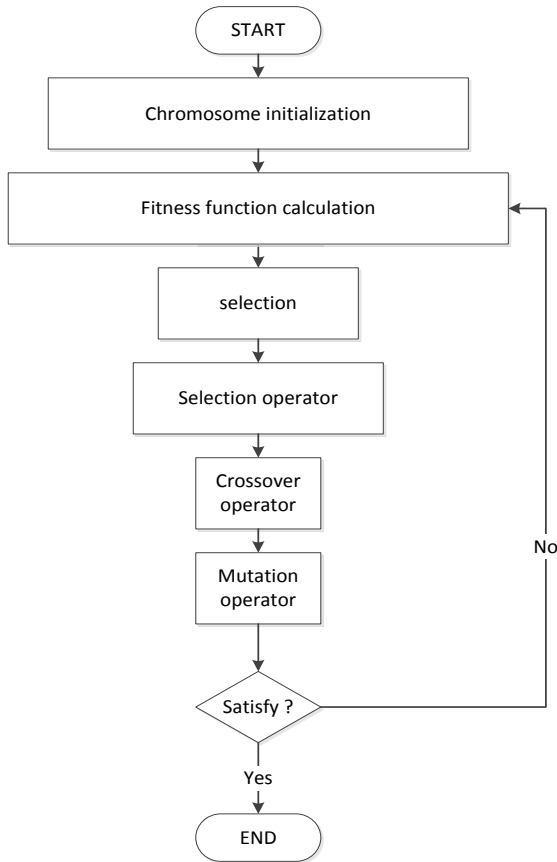 START
Chromosome initialization
Fitness function calculation
selection
Selection operator
Crossover
operator
Mutation
operator
No
Satisfy ?
Yes
END